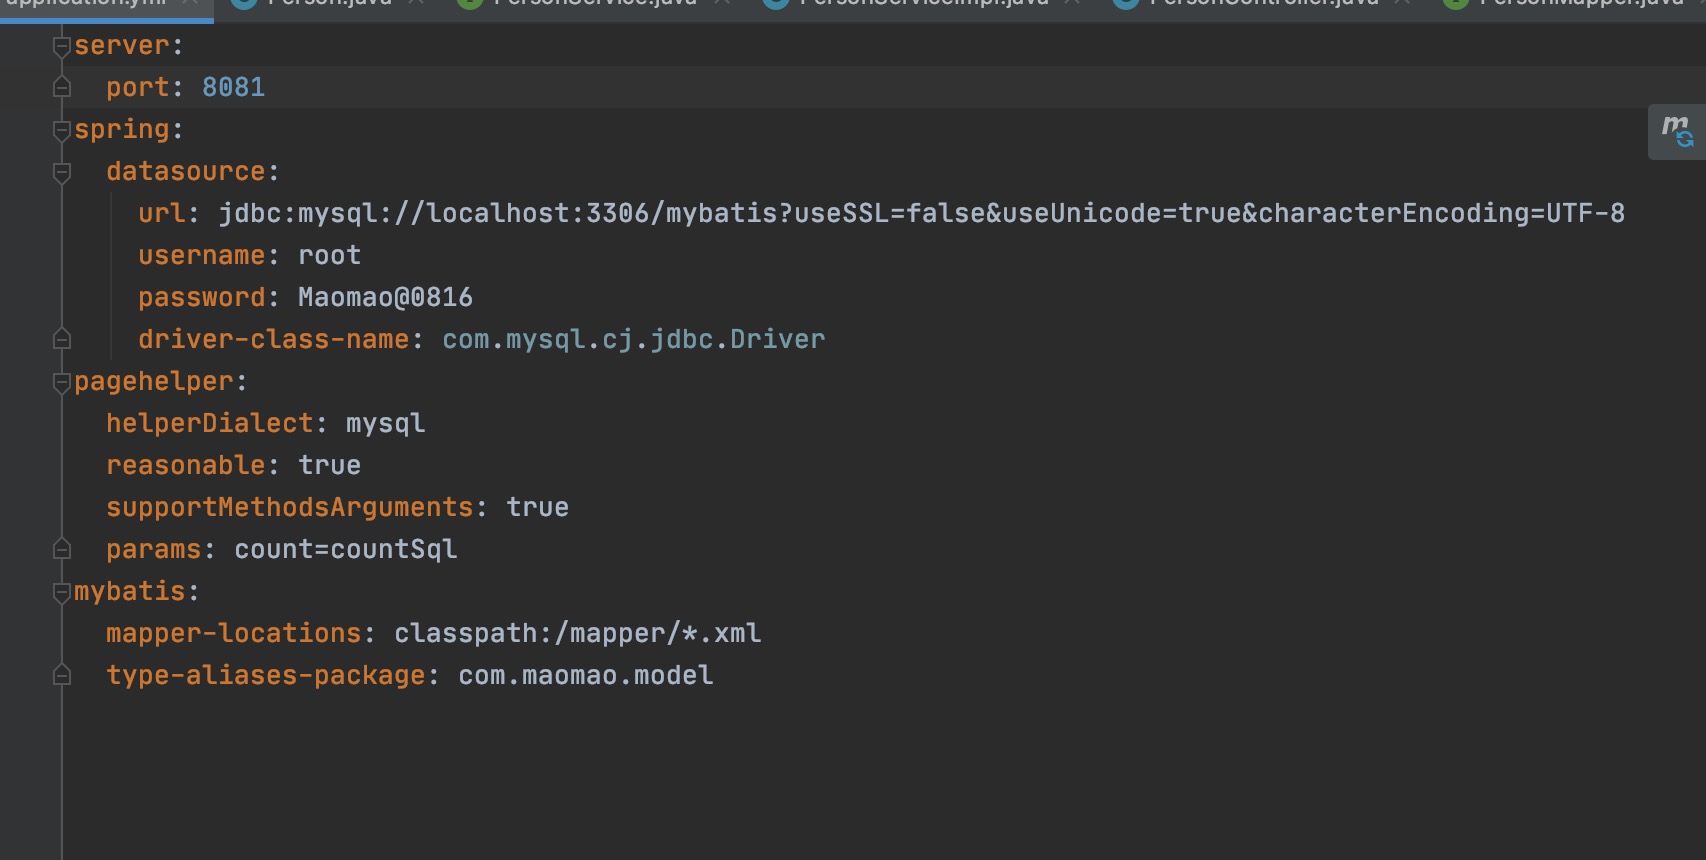 application.yml Person.java PersonService.java PersonServiceImpl.java PersonController.java PersonMapper.java
server:
port: 8081
spring:
datasource:
url: jdbc:mysql://localhost:3306/mybatis?useSSL=false&useUnicode=true&characterEncoding=UTF-8
username: root
password: Maomao@0816
driver-class-name: com.mysql.cj.jdbc.Driver
pagehelper:
helperDialect: mysql
reasonable: true
supportMethodsArguments: true
params: count=countSql
mybatis:
mapper-locations: classpath:/mapper/*.xml
type-aliases-package: com.maomao.model